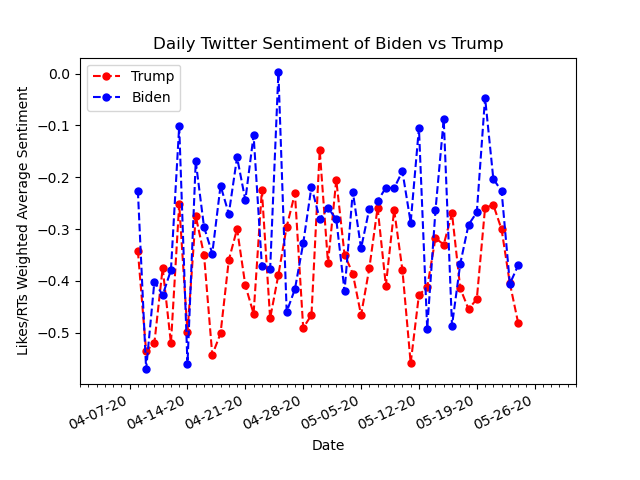 Daily Twitter Sentiment of Biden vs Trump
Trump
Biden
Likes/RTs Weighted Average Sentiment
0.0
−0.1
−0.2
−0.3
−0.4
−0.5
04-07-20
04-14-20
04-21-20
04-28-20
05-05-20
05-12-20
05-19-20
05-26-20
Date